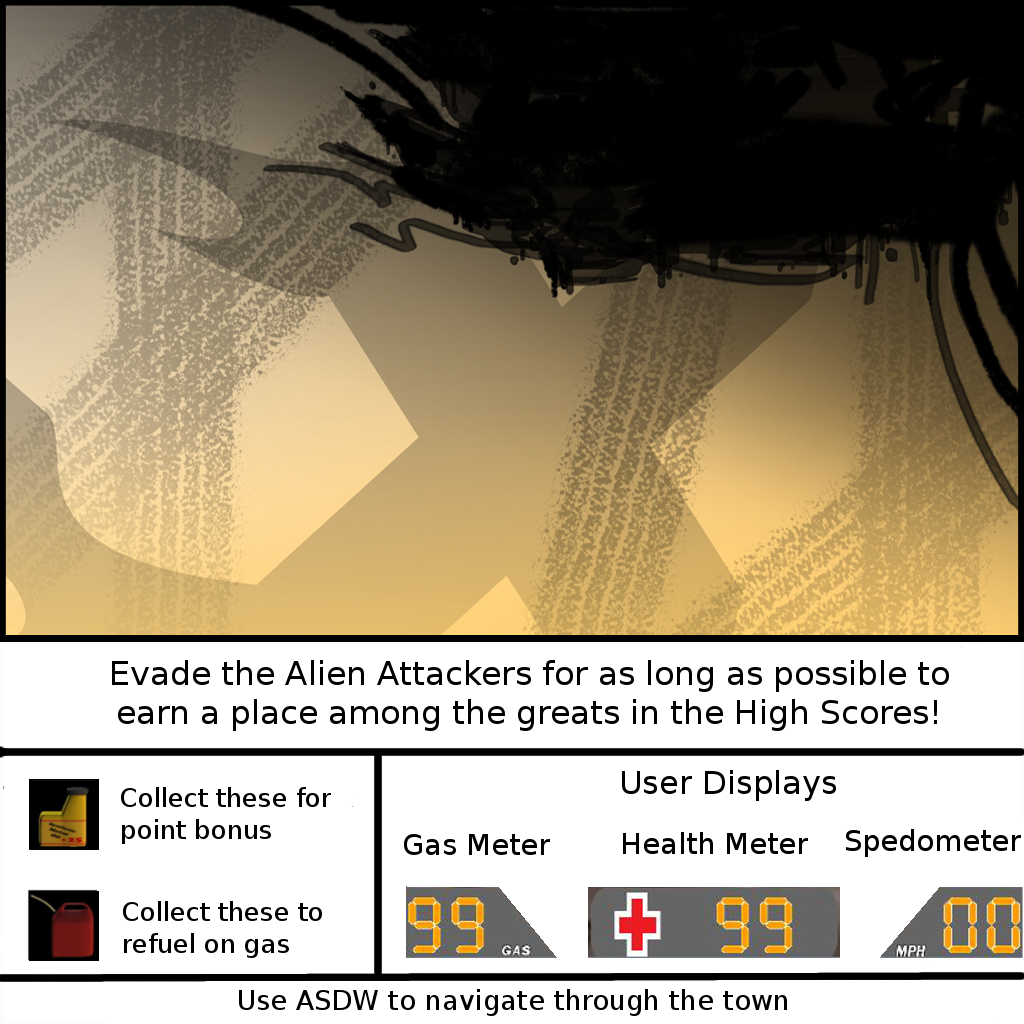 Evade the Alien Attackers for as long as possible to
earn a place among the greats in the High Scores!
Collect these for
point bonus
+25
Collect these to
refuel on gas
User Displays
Gas Meter
Health Meter
Spedometer
99 GAS
99
MPH 00
Use ASDW to navigate through the town